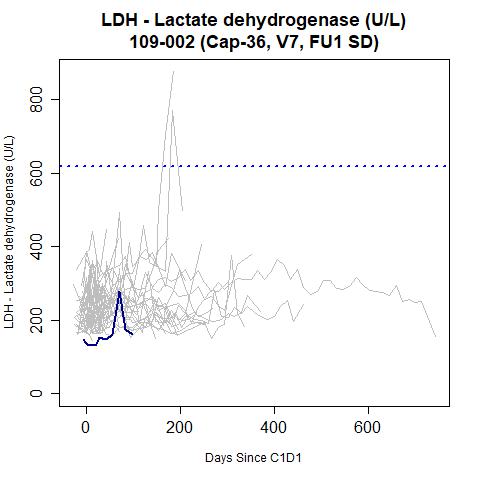 LDH - Lactate dehydrogenase (U/L)
109-002 (Cap-36, V7, FU1 SD)
LDH - Lactate dehydrogenase (U/L)
800
600
400
200
0
0 200 400 600
Days Since C1D1